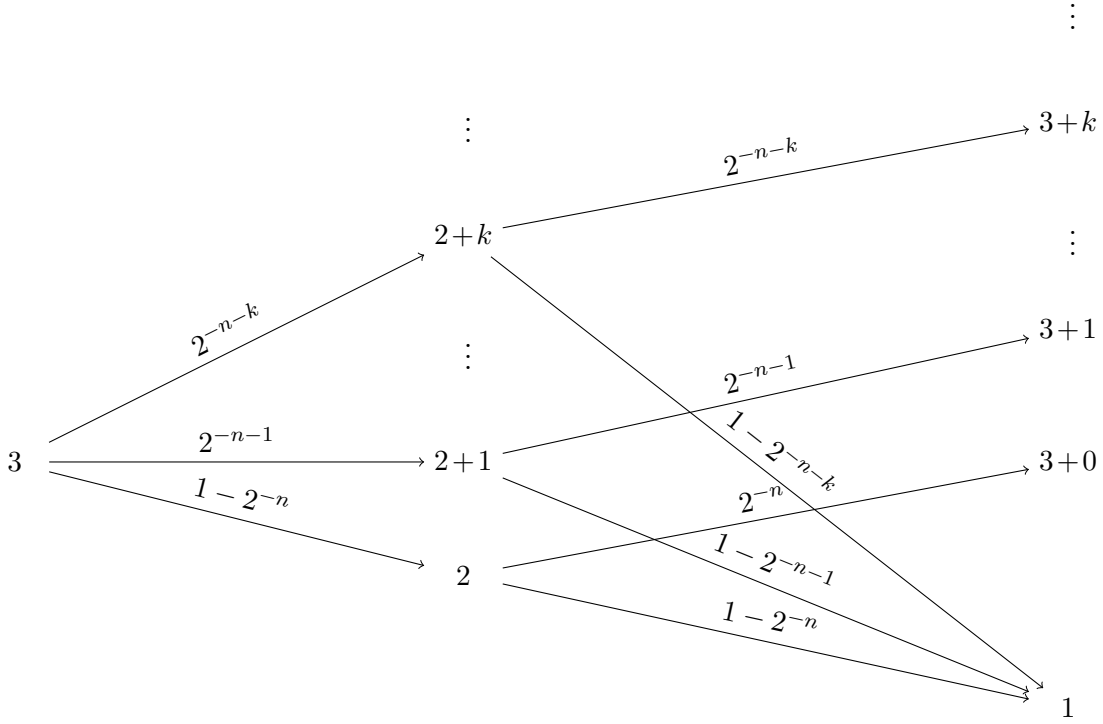 ⋮
3+k
2^{-n-k}
⋮
2+k
⋮
2^{-n-k}
3+1
⋮
2^{-n-1}
1 − 2^{-n-k}
2^{-n-1}
3
2+1
3+0
1 − 2^{-n}
2^{-n}
1 − 2^{-n-1}
2
1 − 2^{-n}
1